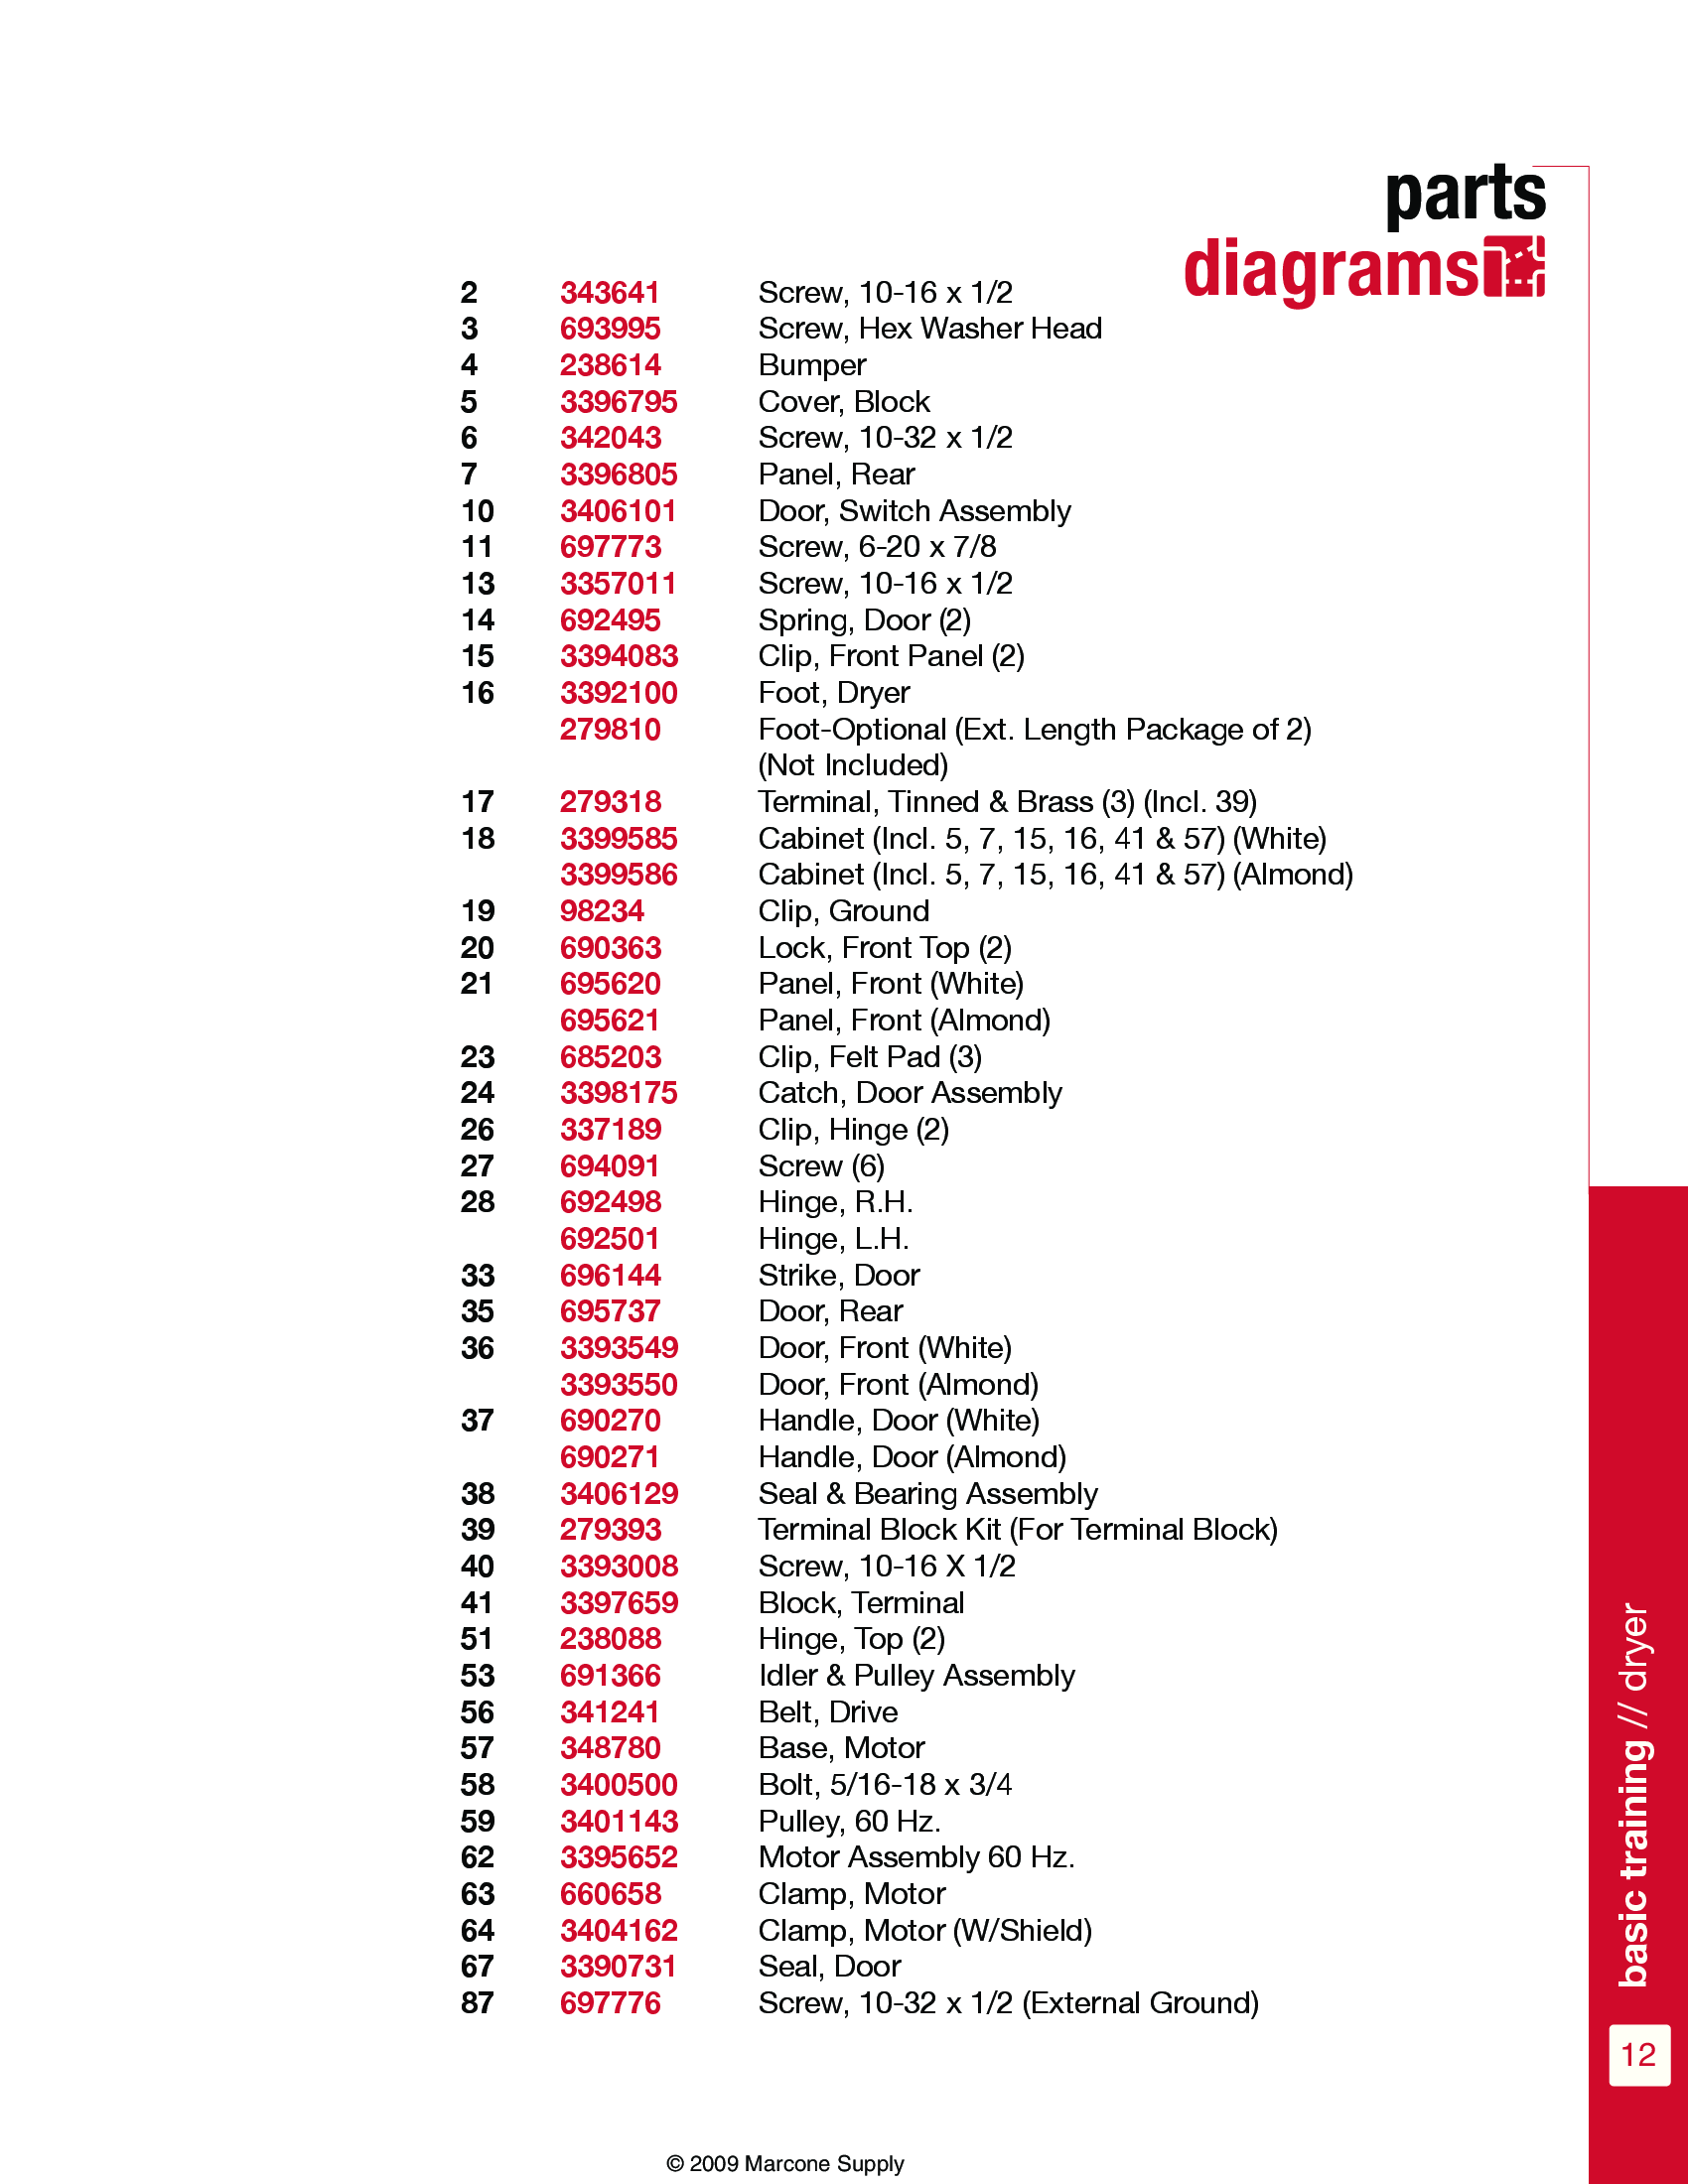 parts
diagrams
2 343641 Screw, 10-16 x 1/2
3 693995 Screw, Hex Washer Head
4 238614 Bumper
5 3396795 Cover, Block
6 342043 Screw, 10-32 x 1/2
7 3396805 Panel, Rear
10 3406101 Door, Switch Assembly
11 697773 Screw, 6-20 x 7/8
13 3357011 Screw, 10-16 x 1/2
14 692495 Spring, Door (2)
15 3394083 Clip, Front Panel (2)
16 3392100 Foot, Dryer
279810 Foot-Optional (Ext. Length Package of 2)
(Not Included)
17 279318 Terminal, Tinned & Brass (3) (Incl. 39)
18 3399585 Cabinet (Incl. 5, 7, 15, 16, 41 & 57) (White)
3399586 Cabinet (Incl. 5, 7, 15, 16, 41 & 57) (Almond)
19 98234 Clip, Ground
20 690363 Lock, Front Top (2)
21 695620 Panel, Front (White)
695621 Panel, Front (Almond)
23 685203 Clip, Felt Pad (3)
24 3398175 Catch, Door Assembly
26 337189 Clip, Hinge (2)
27 694091 Screw (6)
28 692498 Hinge, R.H.
692501 Hinge, L.H.
33 696144 Strike, Door
35 695737 Door, Rear
36 3393549 Door, Front (White)
3393550 Door, Front (Almond)
37 690270 Handle, Door (White)
690271 Handle, Door (Almond)
38 3406129 Seal & Bearing Assembly
39 279393 Terminal Block Kit (For Terminal Block)
40 3393008 Screw, 10-16 X 1/2
41 3397659 Block, Terminal
51 238088 Hinge, Top (2)
53 691366 Idler & Pulley Assembly
56 341241 Belt, Drive
57 348780 Base, Motor
58 3400500 Bolt, 5/16-18 x 3/4
59 3401143 Pulley, 60 Hz.
62 3395652 Motor Assembly 60 Hz.
63 660658 Clamp, Motor
64 3404162 Clamp, Motor (W/Shield)
67 3390731 Seal, Door
87 697776 Screw, 10-32 x 1/2 (External Ground)
basic training // dryer
12
© 2009 Marcone Supply